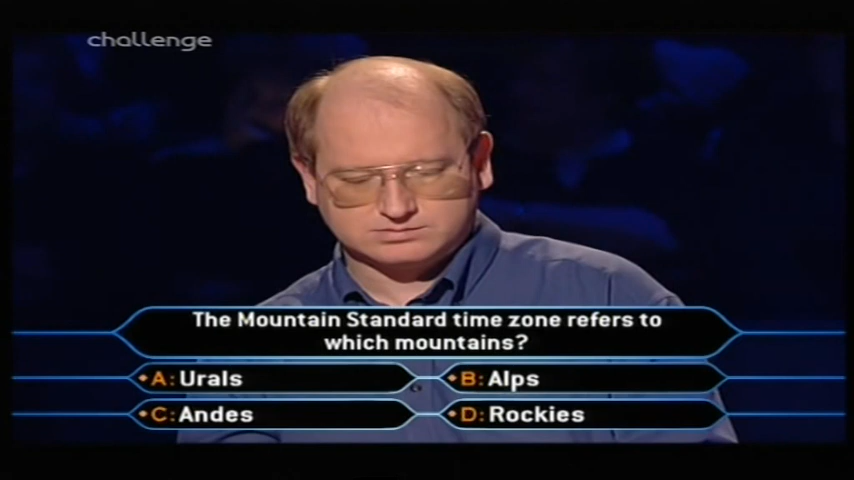 challenge
The Mountain Standard time zone refers to
which mountains?
A: Urals
B: Alps
C: Andes
D: Rockies